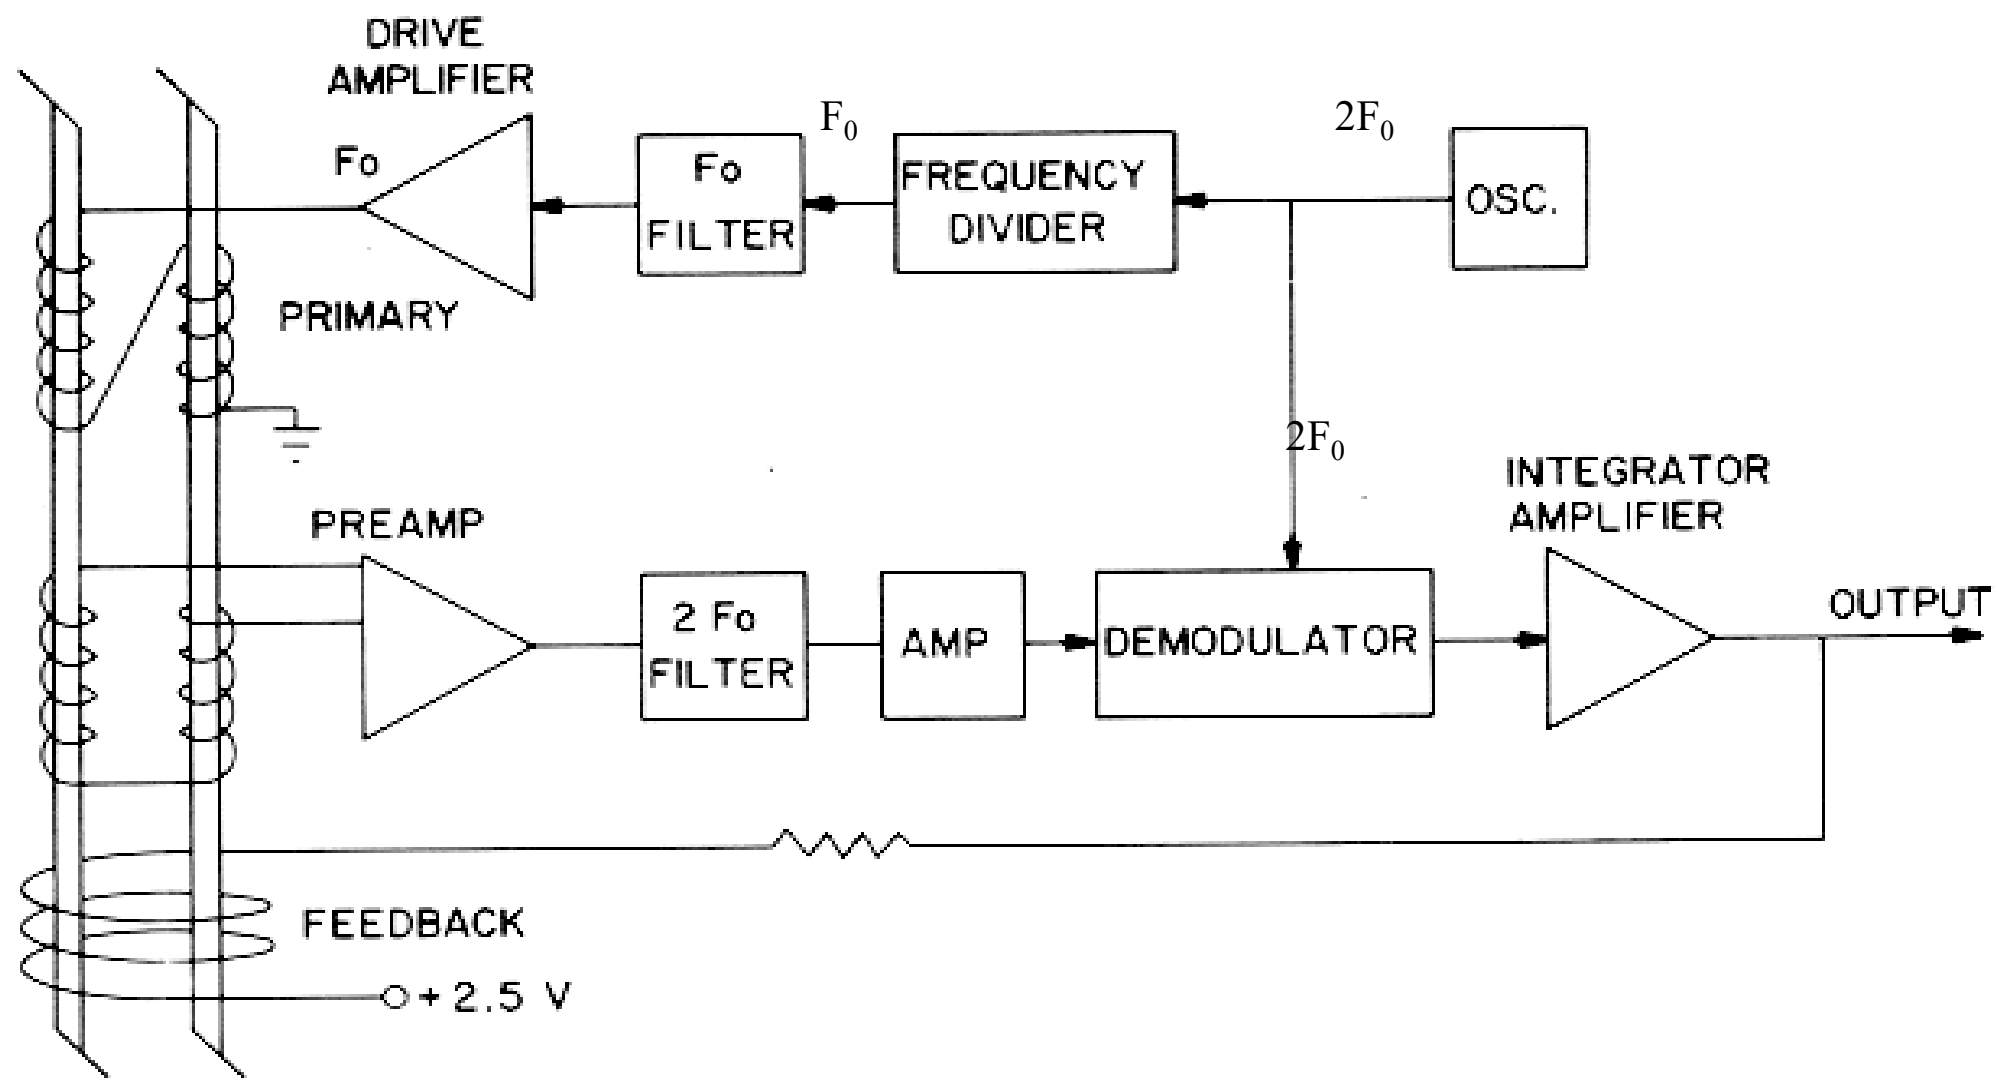 DRIVE
AMPLIFIER
Fo
Fo
FILTER
F₀
FREQUENCY
DIVIDER
2F₀
OSC.
PRIMARY
2F₀
PREAMP
2 Fo
FILTER
AMP
DEMODULATOR
INTEGRATOR
AMPLIFIER
OUTPUT
FEEDBACK
+ 2.5 V